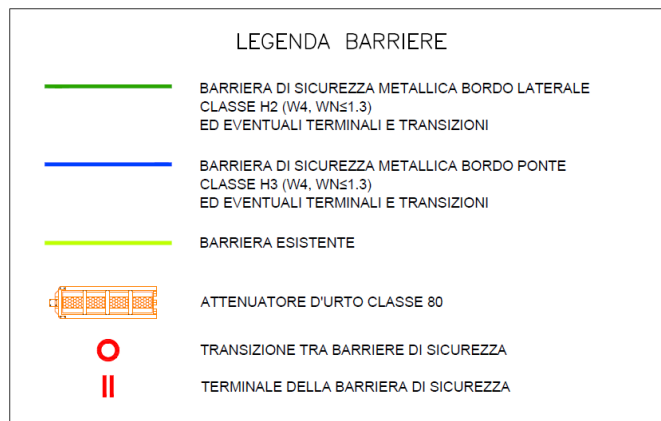 LEGENDA BARRIERE
BARRIERA DI SICUREZZA METALLICA BORDO LATERALE
CLASSE H2 (W4, WN≤1.3)
ED EVENTUALI TERMINALI E TRANSIZIONI
BARRIERA DI SICUREZZA METALLICA BORDO PONTE
CLASSE H3 (W4, WN≤1.3)
ED EVENTUALI TERMINALI E TRANSIZIONI
BARRIERA ESISTENTE
ATTENUATORE D'URTO CLASSE 80
TRANSIZIONE TRA BARRIERE DI SICUREZZA
TERMINALE DELLA BARRIERA DI SICUREZZA